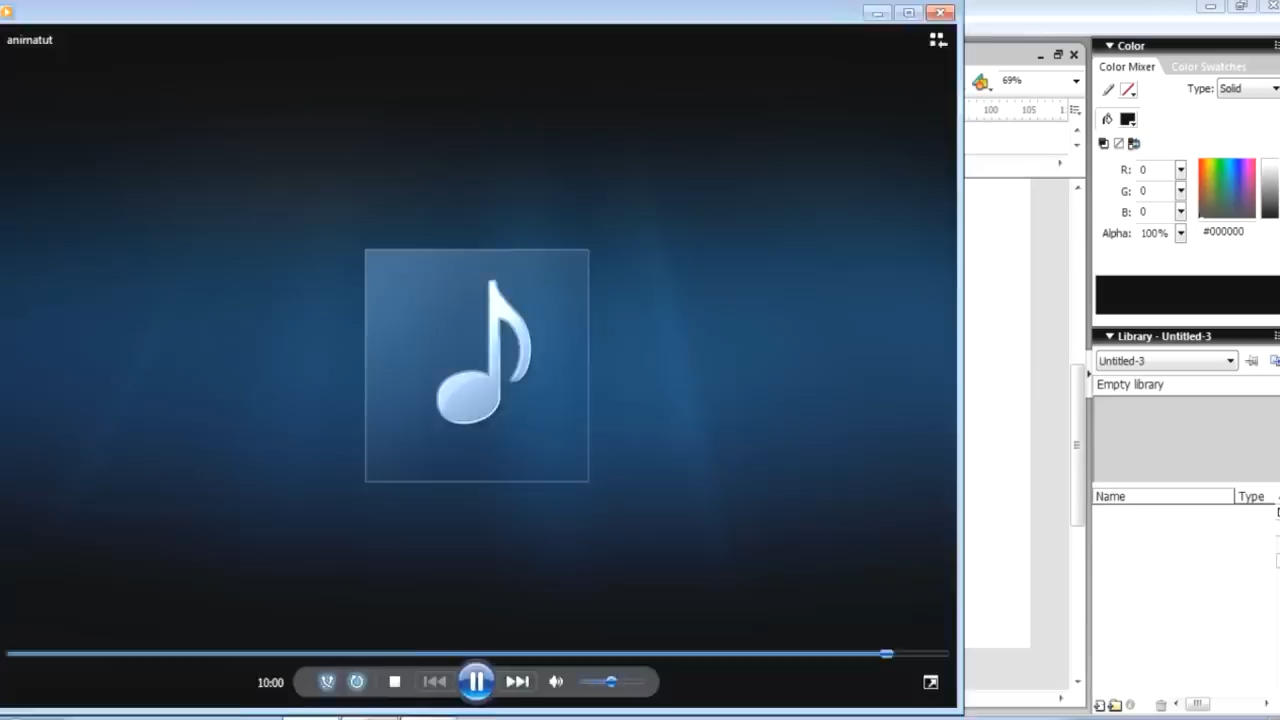 animatut
10:00
69%
100 105 1
Color
Color Mixer Color Swatches
Type: Solid
R: 0
G: 0
B: 0
Alpha: 100%
#000000
Library - Untitled-3
Untitled-3
Empty library
Name Type